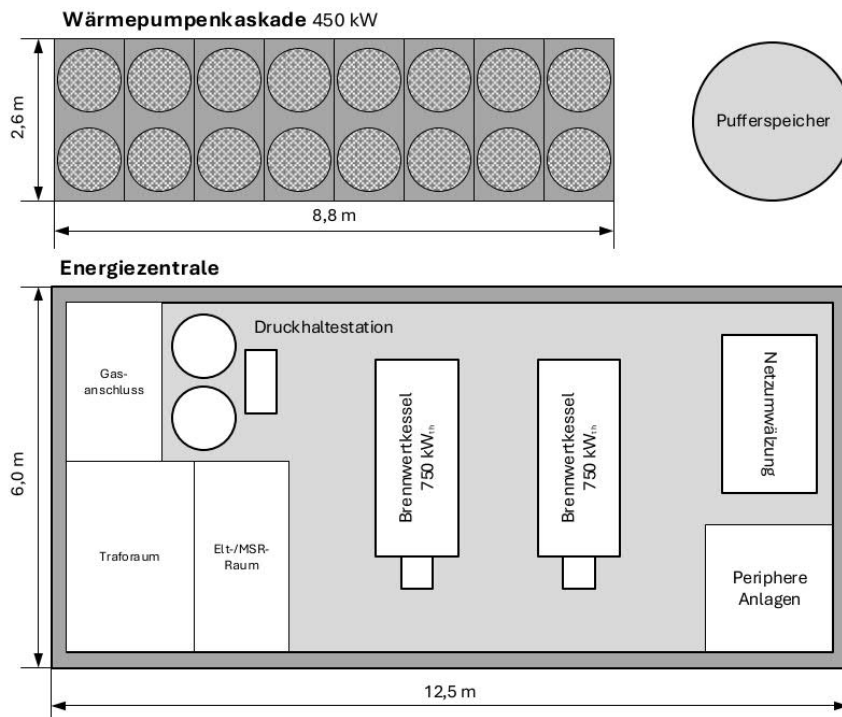 Wärmepumpenkaskade 450 kW
2,6 m
Pufferspeicher
8,8 m
Energiezentrale
Druckhaltestation
Gas-
anschluss
Brennwertkessel
750 kWth
Brennwertkessel
750 kWth
Netzumwälzung
6,0 m
Traforaum
Elt-/MSR-
Raum
Periphere
Anlagen
12,5 m